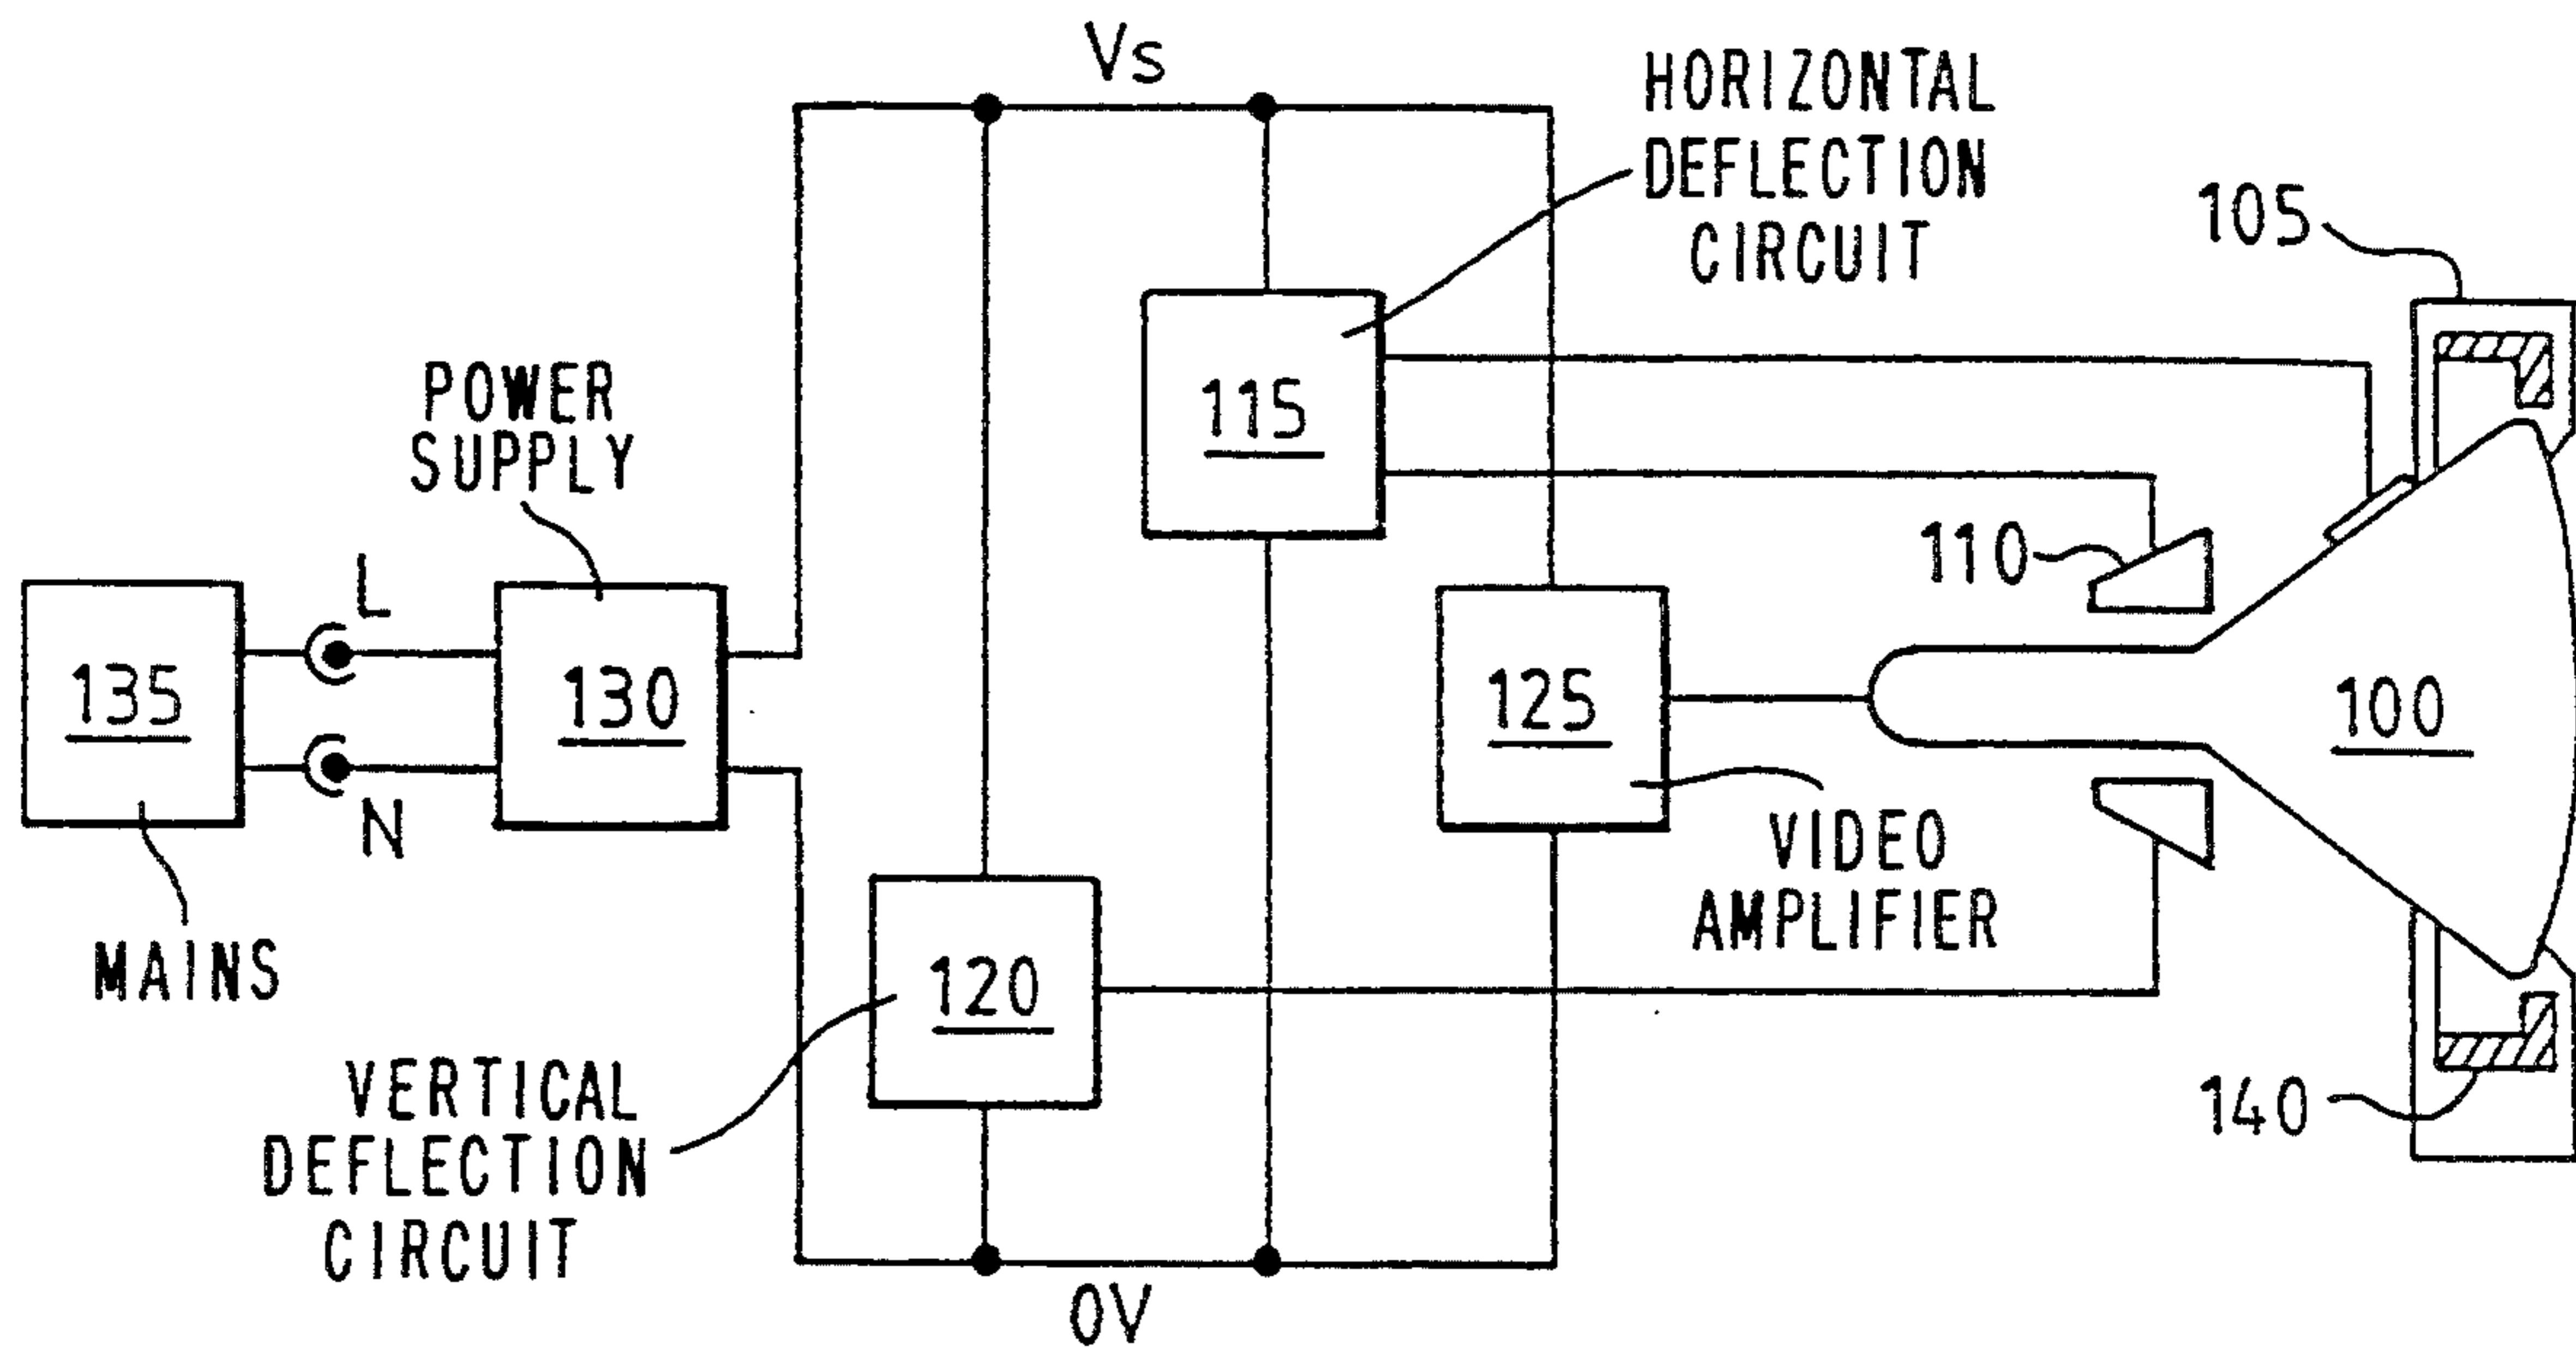 Vs
HORIZONTAL
DEFLECTION
CIRCUIT
105
POWER
SUPPLY
115
110
L
135
130
125
100
N
VIDEO
AMPLIFIER
MAINS
120
VERTICAL
DEFLECTION
CIRCUIT
140
0V